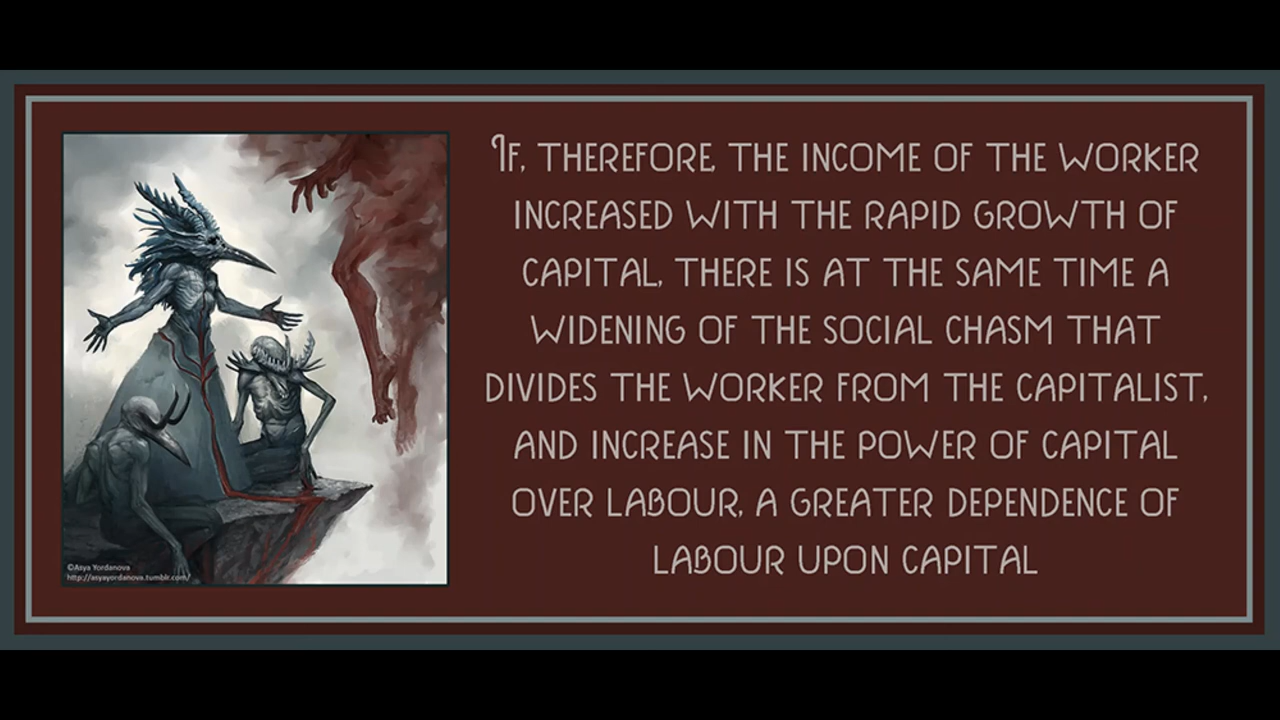 IF, THEREFORE, THE INCOME OF THE WORKER
INCREASED WITH THE RAPID GROWTH OF
CAPITAL, THERE IS AT THE SAME TIME A
WIDENING OF THE SOCIAL CHASM THAT
DIVIDES THE WORKER FROM THE CAPITALIST,
AND INCREASE IN THE POWER OF CAPITAL
OVER LABOUR, A GREATER DEPENDENCE OF
LABOUR UPON CAPITAL
©Asya Yordanova
http://asyayordanova.tumblr.com/